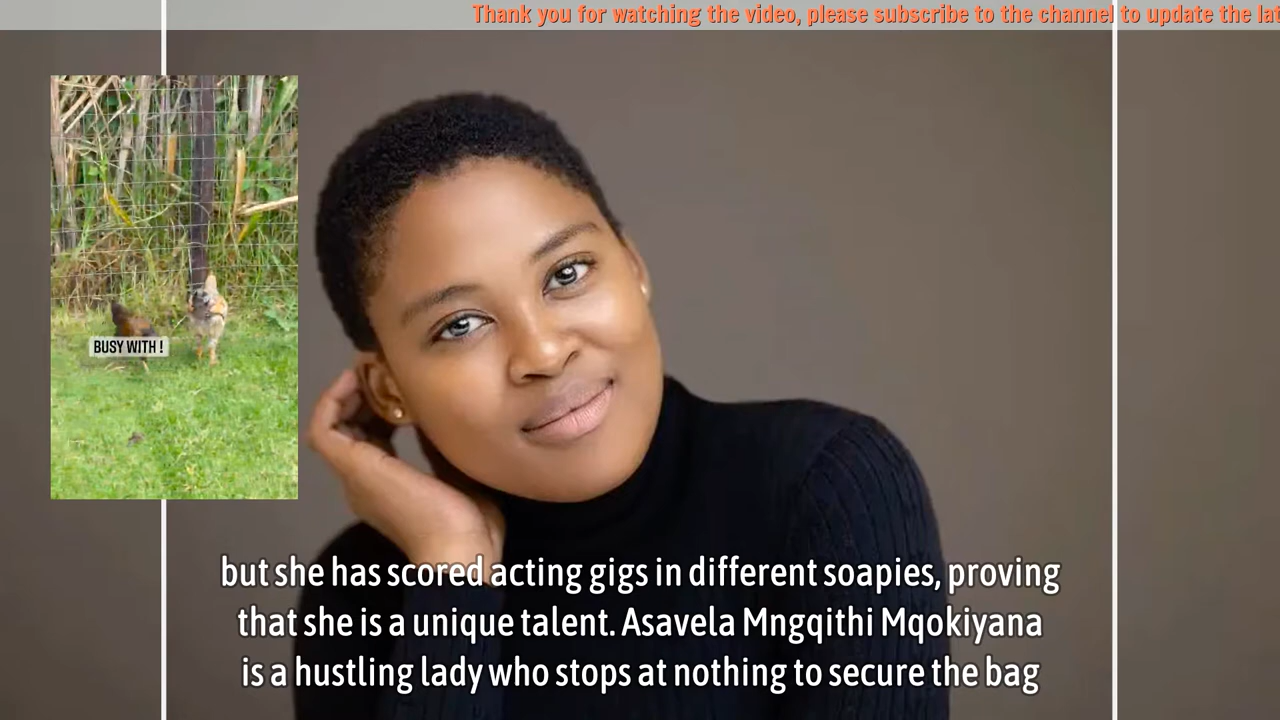 Thank you for watching the video, please subscribe to the channel to update the lat
BUSY WITH !
but she has scored acting gigs in different soapies, proving
that she is a unique talent. Asavela Mngqithi Mqokiyana
is a hustling lady who stops at nothing to secure the bag